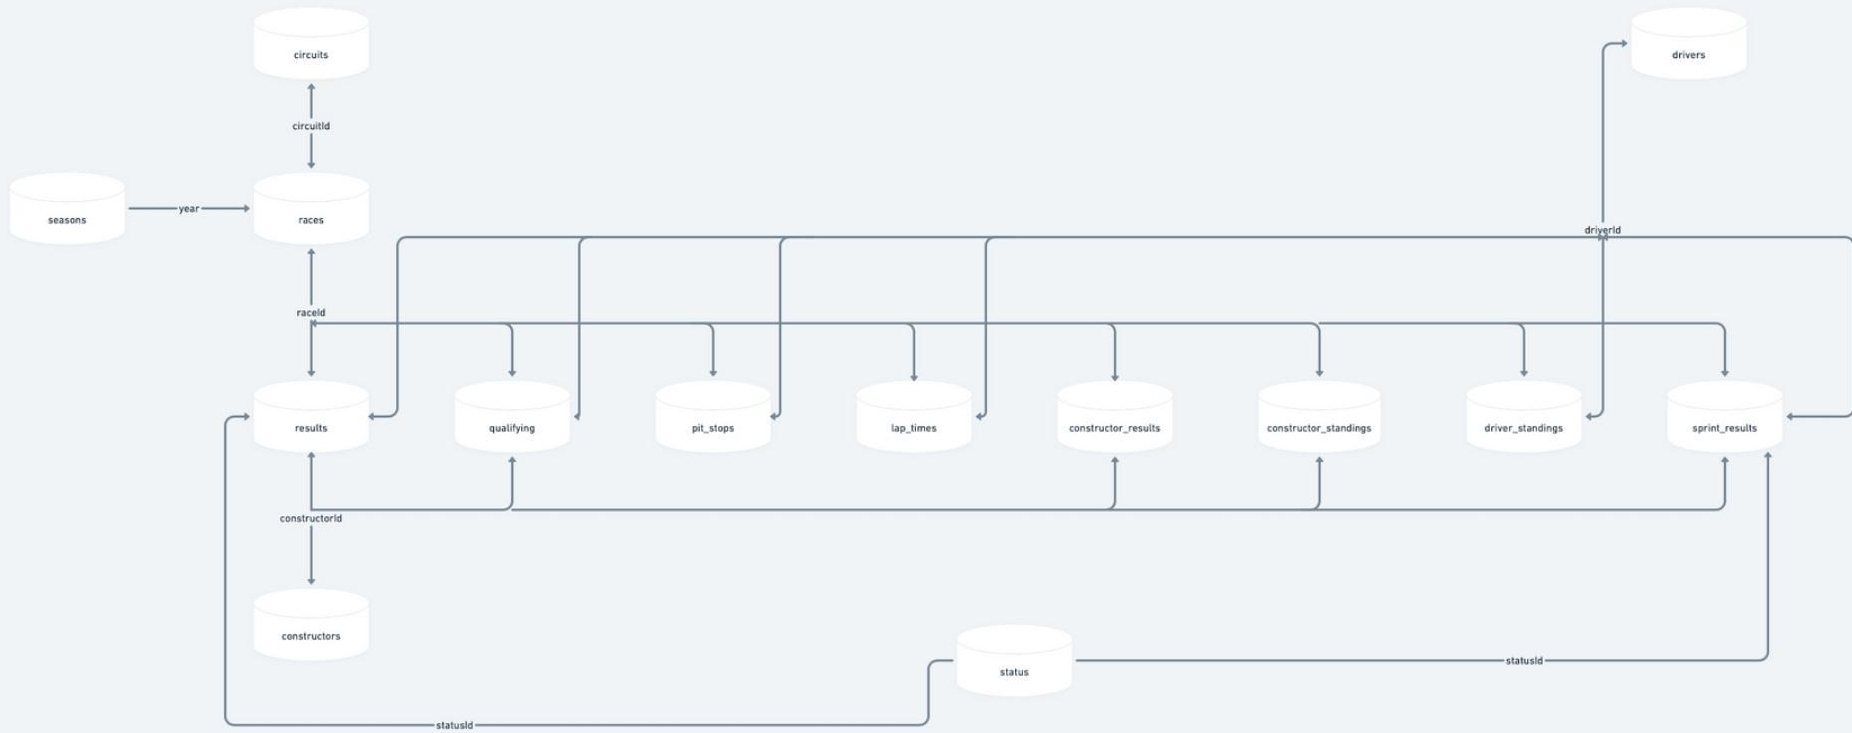 circuits
drivers
circuitId
seasons
year
races
driverId
raceId
results
qualifying
pit_stops
lap_times
constructor_results
constructor_standings
driver_standings
sprint_results
constructorId
constructors
status
statusId
statusId